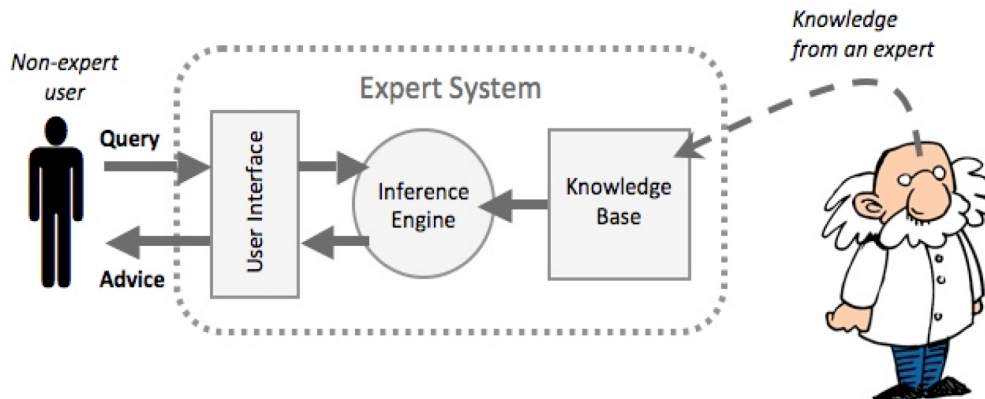 Non-expert
user
Query
Advice
Expert System
User Interface
Inference
Engine
Knowledge
Base
Knowledge
from an expert